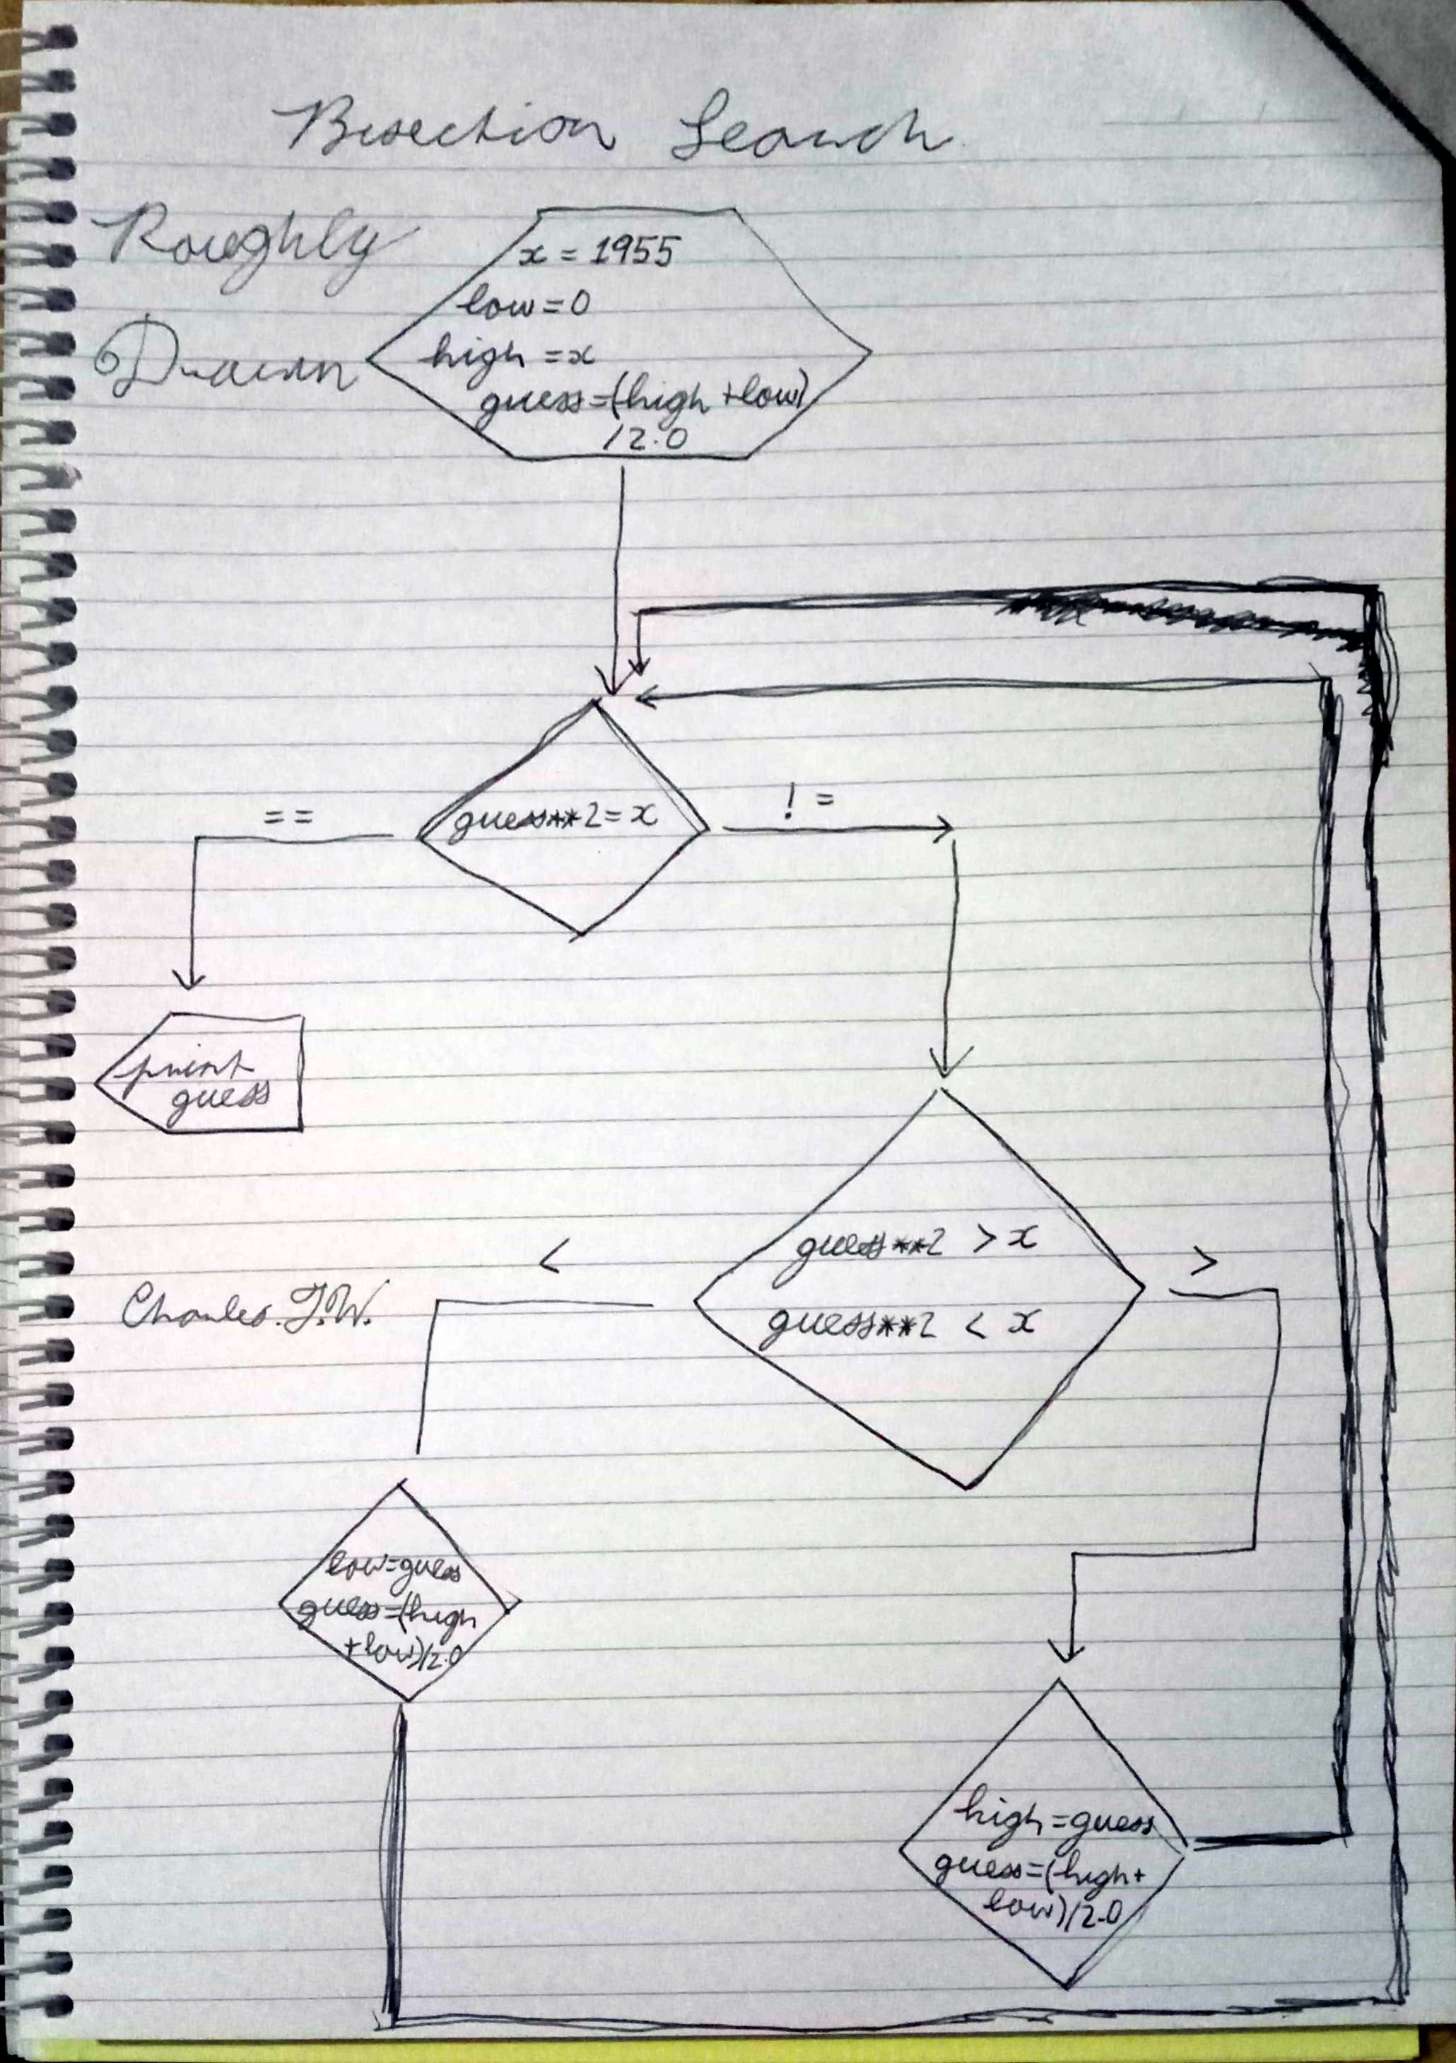 Bisection Search
Roughly
Drawn
x = 1955
low=0
high =x
guess=(high +low)
/2.0
==
guess**2=x
! =
print
guess
guess**2 >x
guess**2 < x
<
>
Charles.J.W.
low=guess
guess=(high
+low)/2.0
high=guess
guess=(high+
low)/2.0